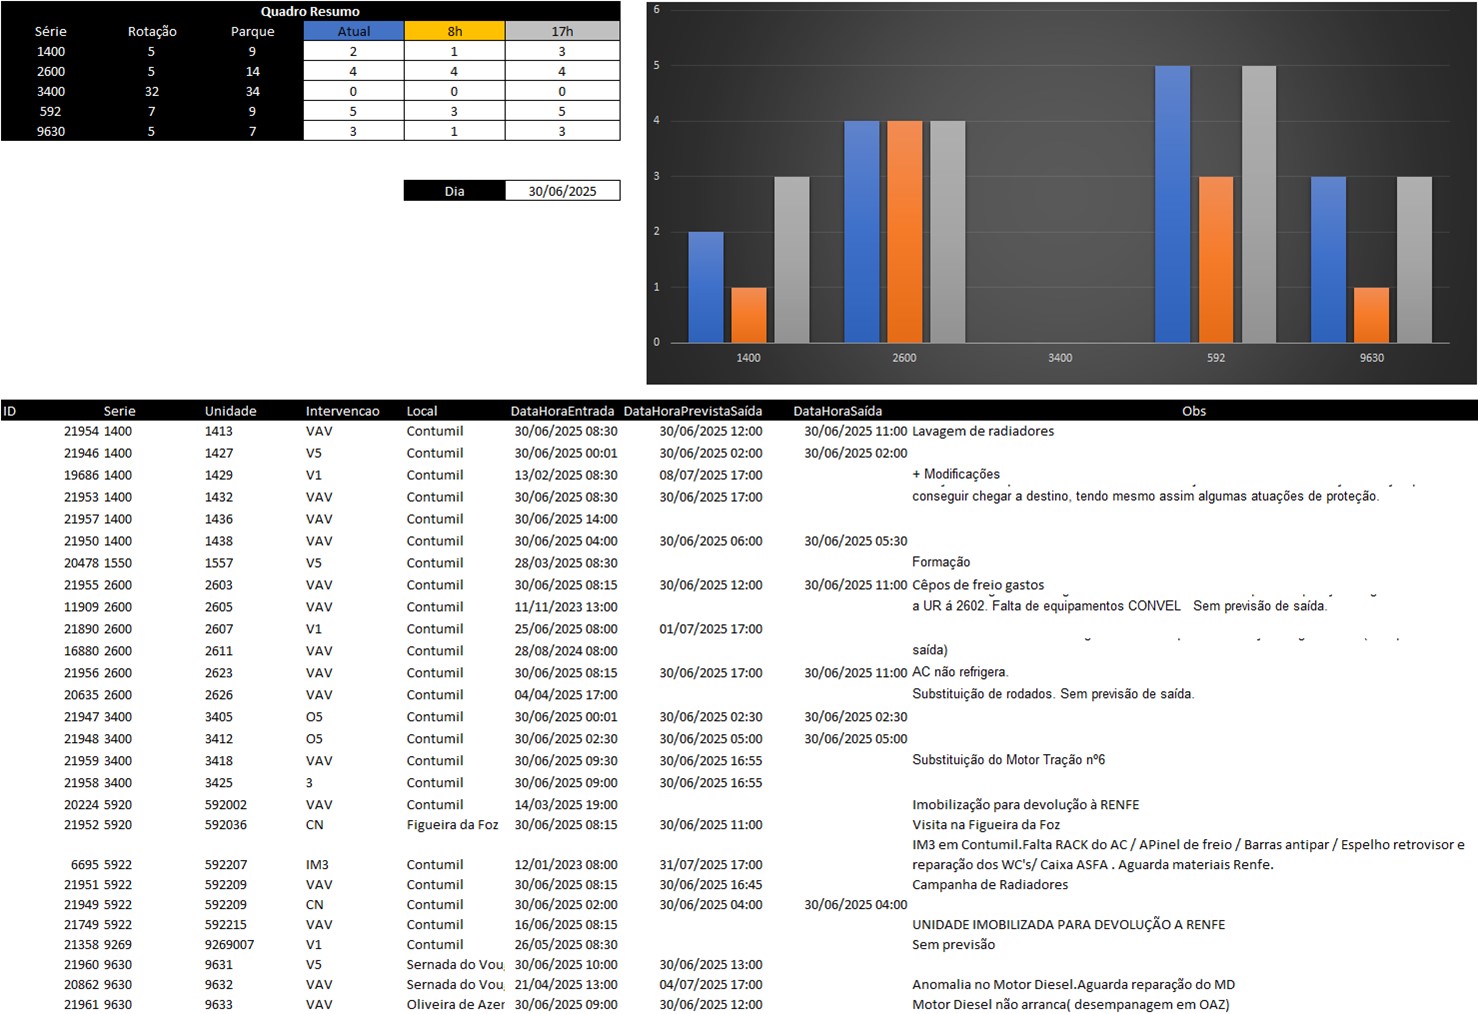 Quadro Resumo
Série Rotação Parque Atual 8h 17h
1400 5 9 2 1 3
2600 5 14 4 4 4
3400 32 34 0 0 0
592 7 9 5 3 5
9630 5 7 3 1 3
Dia 30/06/2025
6
5
4
3
2
1
0
1400 2600 3400 592 9630
ID Serie Unidade Intervencao Local DataHoraEntrada DataHoraPrevistaSaída DataHoraSaída Obs
21954 1400 1413 VAV Contumil 30/06/2025 08:30 30/06/2025 12:00 30/06/2025 11:00 Lavagem de radiadores
21946 1400 1427 V5 Contumil 30/06/2025 00:01 30/06/2025 02:00 30/06/2025 02:00
19686 1400 1429 V1 Contumil 13/02/2025 08:30 08/07/2025 17:00 + Modificações
21953 1400 1432 VAV Contumil 30/06/2025 08:30 30/06/2025 17:00 conseguir chegar a destino, tendo mesmo assim algumas atuações de proteção.
21957 1400 1436 VAV Contumil 30/06/2025 14:00
21950 1400 1438 VAV Contumil 30/06/2025 04:00 30/06/2025 06:00 30/06/2025 05:30
20478 1550 1557 V5 Contumil 28/03/2025 08:30 Formação
21955 2600 2603 VAV Contumil 30/06/2025 08:15 30/06/2025 12:00 30/06/2025 11:00 Cêpos de freio gastos
11909 2600 2605 VAV Contumil 11/11/2023 13:00 a UR á 2602. Falta de equipamentos CONVEL Sem previsão de saída.
21890 2600 2607 V1 Contumil 25/06/2025 08:00 01/07/2025 17:00
16880 2600 2611 VAV Contumil 28/08/2024 08:00 saída)
21956 2600 2623 VAV Contumil 30/06/2025 08:15 30/06/2025 17:00 30/06/2025 11:00 AC não refrigera.
20635 2600 2626 VAV Contumil 04/04/2025 17:00 Substituição de rodados. Sem previsão de saída.
21947 3400 3405 O5 Contumil 30/06/2025 00:01 30/06/2025 02:30 30/06/2025 02:30
21948 3400 3412 O5 Contumil 30/06/2025 02:30 30/06/2025 05:00 30/06/2025 05:00
21959 3400 3418 VAV Contumil 30/06/2025 09:30 30/06/2025 16:55 Substituição do Motor Tração nº6
21958 3400 3425 3 Contumil 30/06/2025 09:00 30/06/2025 16:55
20224 5920 592002 VAV Contumil 14/03/2025 19:00 Imobilização para devolução à RENFE
21952 5920 592036 CN Figueira da Foz 30/06/2025 08:15 30/06/2025 11:00 Visita na Figueira da Foz
IM3 em Contumil.Falta RACK do AC / APinel de freio / Barras antipar / Espelho retrovisor e
6695 5922 592207 IM3 Contumil 12/01/2023 08:00 31/07/2025 17:00 reparação dos WC's/ Caixa ASFA . Aguarda materiais Renfe.
21951 5922 592209 VAV Contumil 30/06/2025 08:15 30/06/2025 16:45 Campanha de Radiadores
21949 5922 592209 CN Contumil 30/06/2025 02:00 30/06/2025 04:00 30/06/2025 04:00
21749 5922 592215 VAV Contumil 16/06/2025 08:15 UNIDADE IMOBILIZADA PARA DEVOLUÇÃO A RENFE
21358 9269 9269007 V1 Contumil 26/05/2025 08:30 Sem previsão
21960 9630 9631 V5 Sernada do Vou 30/06/2025 10:00 30/06/2025 13:00
20862 9630 9632 VAV Sernada do Vou 21/04/2025 13:00 04/07/2025 17:00 Anomalia no Motor Diesel.Aguarda reparação do MD
21961 9630 9633 VAV Oliveira de Azer 30/06/2025 09:00 30/06/2025 12:00 Motor Diesel não arranca( desempanagem em OAZ)